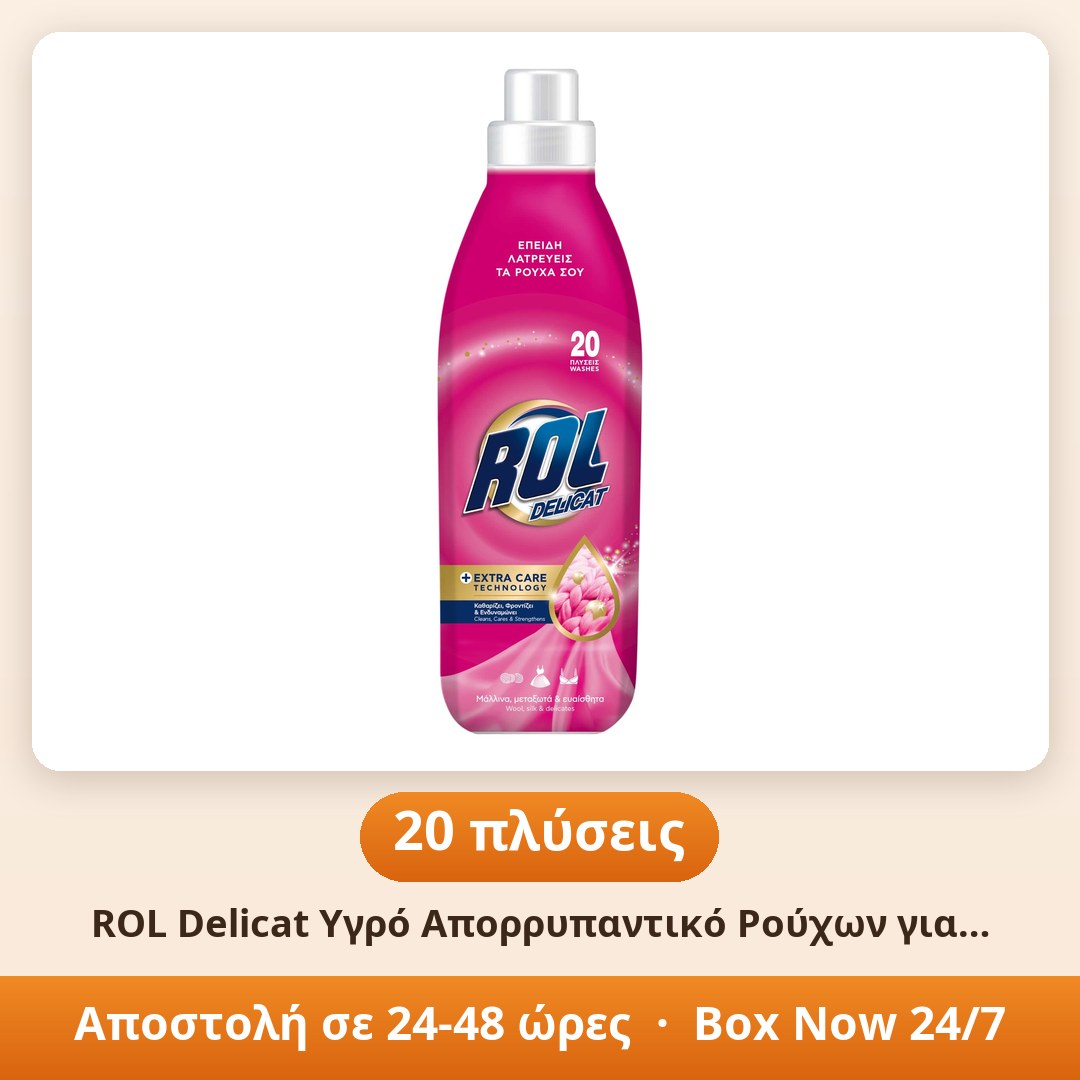 ΕΠΕΙΔΗ
ΛΑΤΡΕΥΕΙΣ
ΤΑ ΡΟΥΧΑ ΣΟΥ
20
ΠΛΥΣΕΙΣ
WASHES
ROL
DELICAT
+ EXTRA CARE
TECHNOLOGY
Καθαρίζει, Φροντίζει
& Ενδυναμώνει
Cleans, Cares & Strengthens
Μάλλινα, μεταξωτά & ευαίσθητα
Wool, silk & delicates
20 πλύσεις
ROL Delicat Υγρό Απορρυπαντικό Ρούχων για...
Αποστολή σε 24-48 ώρες · Box Now 24/7